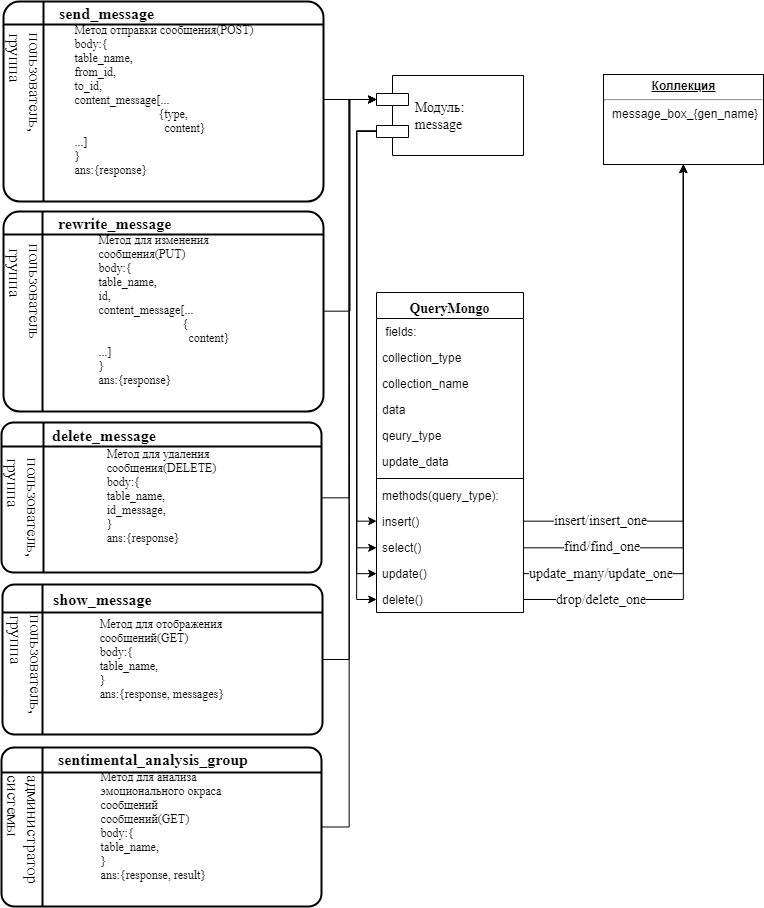 send_message
пользователь,
группа
Метод отправки сообщения(POST)
body:{
table_name,
from_id,
to_id,
content_message[...
{type,
content}
...]
}
ans:{response}
rewrite_message
пользователь
группа
Метод для изменения
сообщения(PUT)
body:{
table_name,
id,
content_message[...
{
content}
...]
}
ans:{response}
delete_message
пользователь,
группа
Метод для удаления
сообщения(DELETE)
body:{
table_name,
id_message,
}
ans:{response}
show_message
пользователь,
группа
Метод для отображения
сообщений(GET)
body:{
table_name,
}
ans:{response, messages}
sentimental_analysis_group
администратор
системы
Метод для анализа
эмоционального окраса
сообщений
сообщений(GET)
body:{
table_name,
}
ans:{response, result}
Модуль:
message
QueryMongo
fields:
collection_type
collection_name
data
qeury_type
update_data
methods(query_type):
insert()
select()
update()
delete()
insert/insert_one
find/find_one
update_many/update_one
drop/delete_one
Коллекция
message_box_{gen_name}